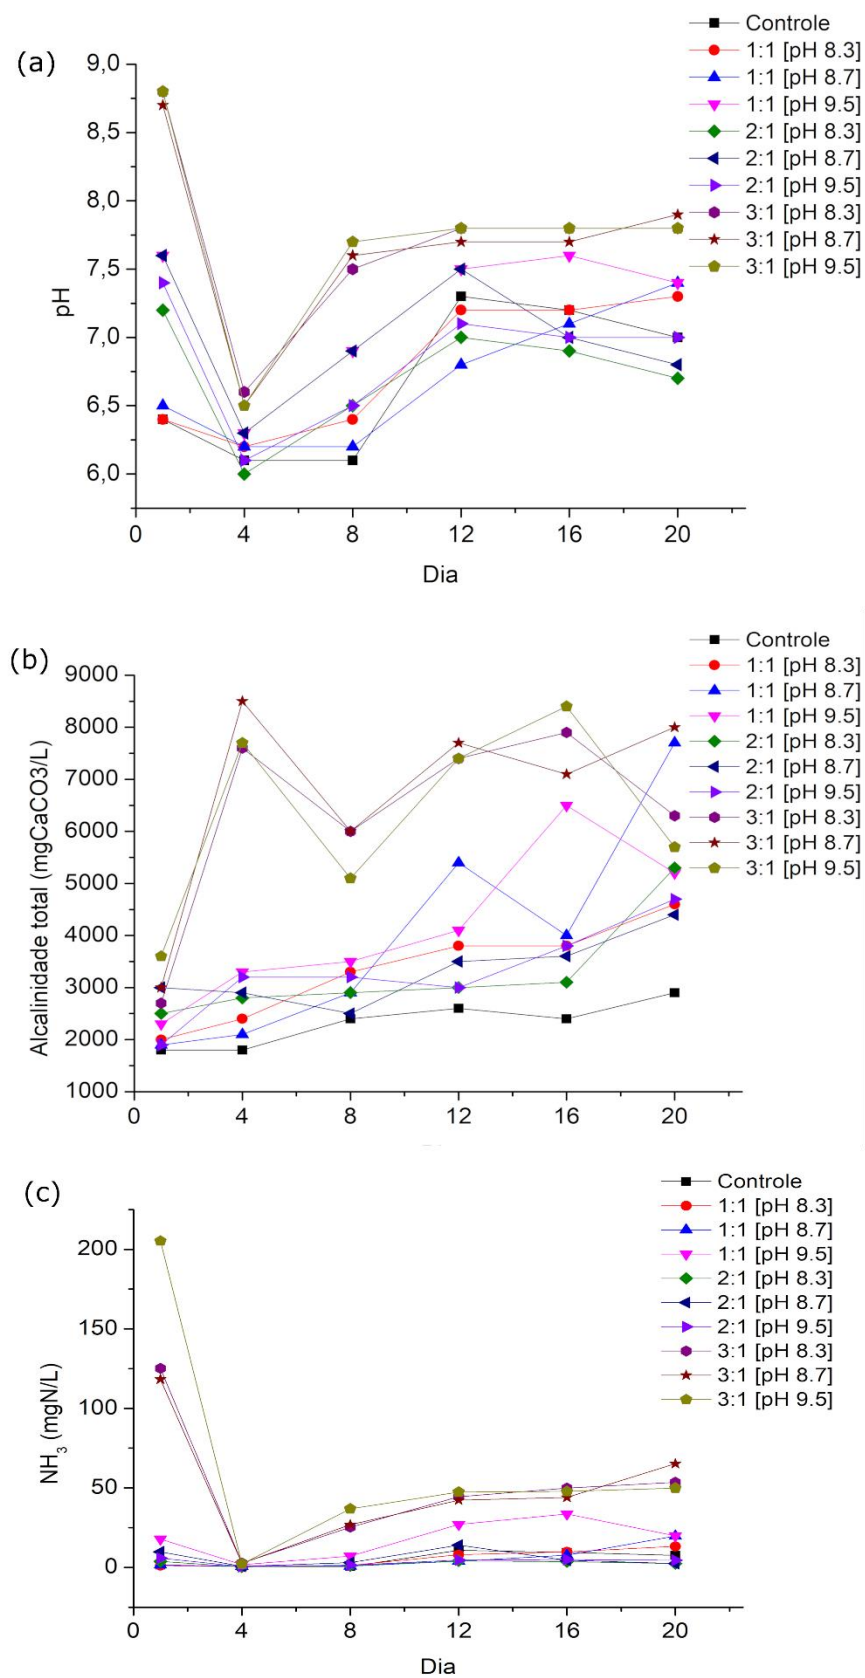 (a)
Controle
1:1 [pH 8.3]
1:1 [pH 8.7]
1:1 [pH 9.5]
2:1 [pH 8.3]
2:1 [pH 8.7]
2:1 [pH 9.5]
3:1 [pH 8.3]
3:1 [pH 8.7]
3:1 [pH 9.5]
9,0
8,5
8,0
7,5
7,0
6,5
6,0
pH
0 4 8 12 16 20
Dia
(b)
Controle
1:1 [pH 8.3]
1:1 [pH 8.7]
1:1 [pH 9.5]
2:1 [pH 8.3]
2:1 [pH 8.7]
2:1 [pH 9.5]
3:1 [pH 8.3]
3:1 [pH 8.7]
3:1 [pH 9.5]
9000
8000
7000
6000
5000
4000
3000
2000
1000
Alcalinidade total (mgCaCO3/L)
0 4 8 12 16 20
(c)
Controle
1:1 [pH 8.3]
1:1 [pH 8.7]
1:1 [pH 9.5]
2:1 [pH 8.3]
2:1 [pH 8.7]
2:1 [pH 9.5]
3:1 [pH 8.3]
3:1 [pH 8.7]
3:1 [pH 9.5]
200
150
100
50
0
NH₃ (mgN/L)
0 4 8 12 16 20
Dia